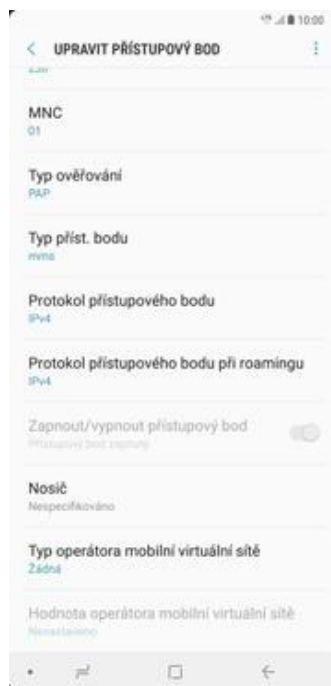 10:00
UPRAVIT PŘÍSTUPOVÝ BOD
230
MNC
01
Typ ověřování
PAP
Typ příst. bodu
mms
Protokol přístupového bodu
IPv4
Protokol přístupového bodu při roamingu
IPv4
Zapnout/vypnout přístupový bod
Přístupový bod zapnutý
Nosič
Nespecifikováno
Typ operátora mobilní virtuální sítě
Žádná
Hodnota operátora mobilní virtuální sítě
Nenastaveno